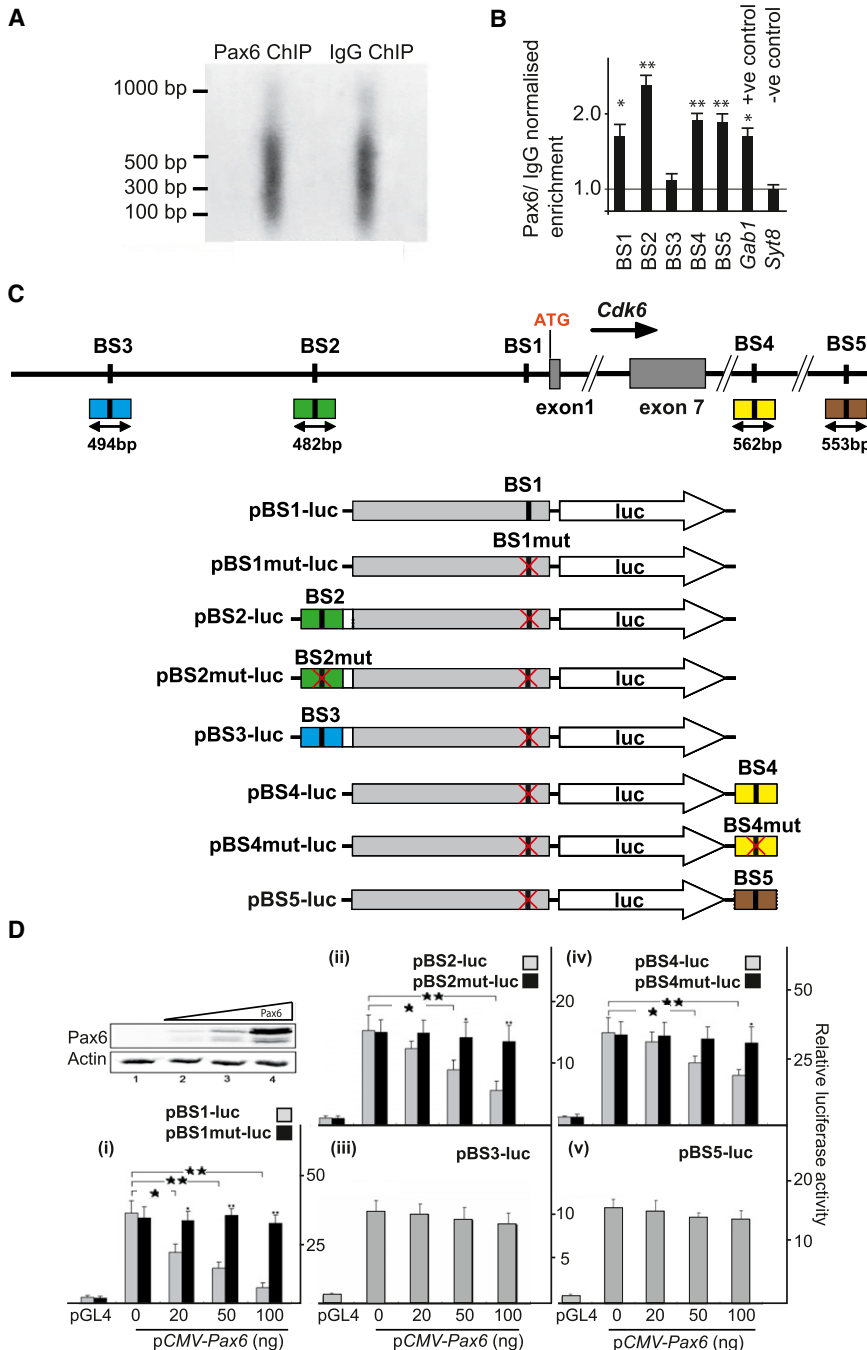 A
Pax6 ChIP IgG ChIP
1000 bp
500 bp
300 bp
100 bp
B
Pax6/ IgG normalised
enrichment
2.0
1.0
*
**
**
**
*
+ve control
-ve control
BS1
BS2
BS3
BS4
BS5
Gab1
Syt8
C
BS3
BS2
BS1
ATG
Cdk6
BS4
BS5
exon1
exon 7
494bp
482bp
562bp
553bp
BS1
pBS1-luc
luc
BS1mut
pBS1mut-luc
luc
BS2
pBS2-luc
luc
BS2mut
pBS2mut-luc
luc
BS3
pBS3-luc
luc
BS4
pBS4-luc
luc
BS4mut
pBS4mut-luc
luc
BS5
pBS5-luc
luc
D
Pax6
Pax6
Actin
1 2 3 4
(i)
pBS1-luc
pBS1mut-luc
★★
★★
★
* ** **
50
25
pGL4 0 20 50 100
pCMV-Pax6 (ng)
(ii)
pBS2-luc
pBS2mut-luc
★★
★
* **
20
10
(iii)
pBS3-luc
10
5
0 20 50 100
pCMV-Pax6 (ng)
(iv)
pBS4-luc
pBS4mut-luc
★★
★
*
50
25
(v)
pBS5-luc
20
10
pGL4 0 20 50 100
pCMV-Pax6 (ng)
Relative luciferase activity